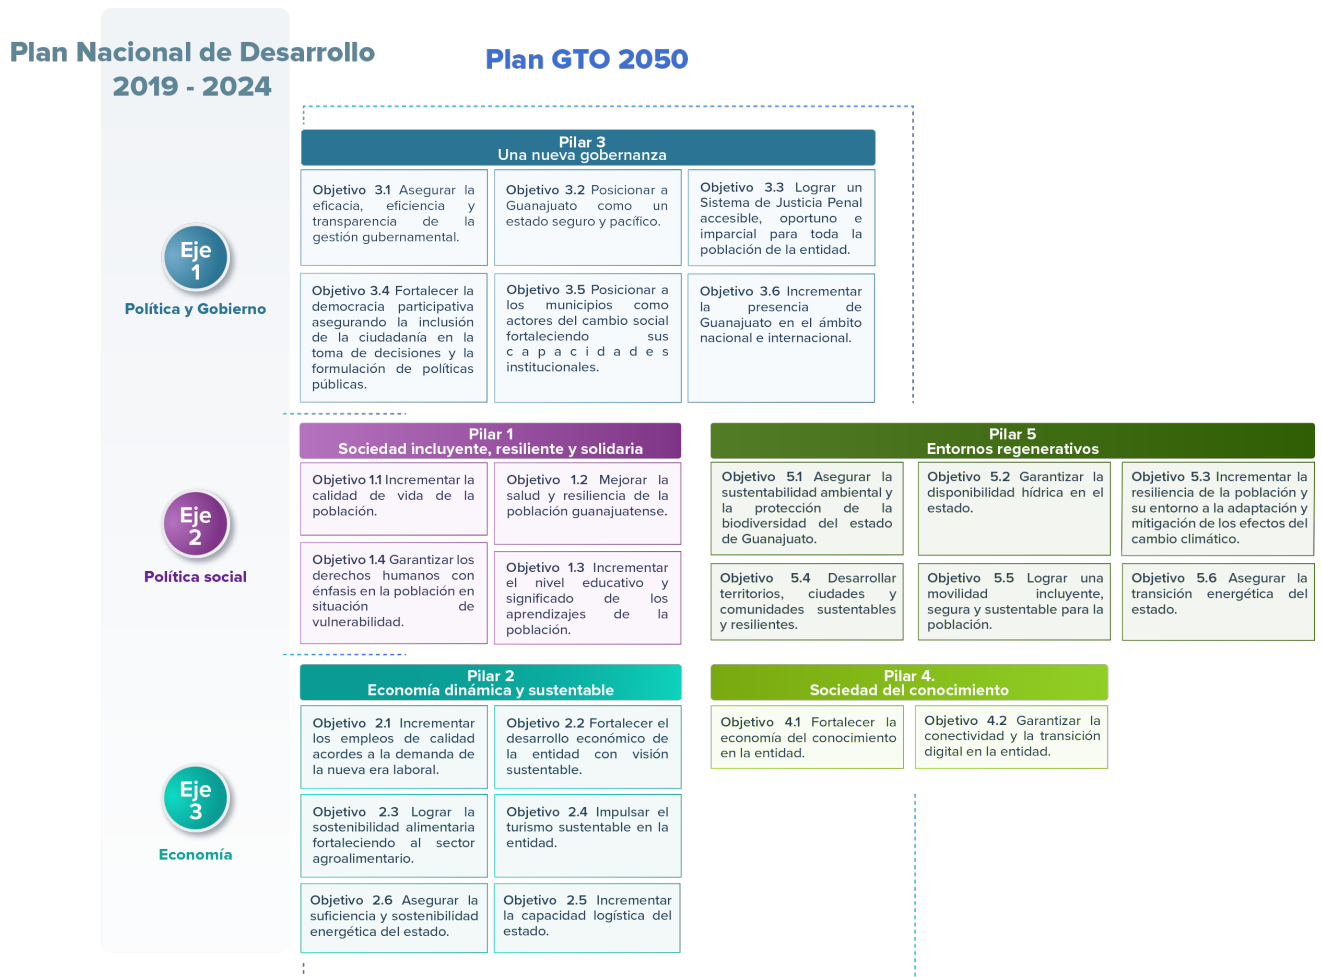 Plan Nacional de Desarrollo
2019 - 2024
Plan GTO 2050
Eje
1
Política y Gobierno
Pilar 3
Una nueva gobernanza
Objetivo 3.1 Asegurar la
eficacia, eficiencia y
transparencia de la
gestión gubernamental.
Objetivo 3.2 Posicionar a
Guanajuato como un
estado seguro y pacífico.
Objetivo 3.3 Lograr un
Sistema de Justicia Penal
accesible, oportuno e
imparcial para toda la
población de la entidad.
Objetivo 3.4 Fortalecer la
democracia participativa
asegurando la inclusión
de la ciudadanía en la
toma de decisiones y la
formulación de políticas
públicas.
Objetivo 3.5 Posicionar a
los municipios como
actores del cambio social
fortaleciendo sus
capacidades
institucionales.
Objetivo 3.6 Incrementar
la presencia de
Guanajuato en el ámbito
nacional e internacional.
Eje
2
Política social
Pilar 1
Sociedad incluyente, resiliente y solidaria
Objetivo 1.1 Incrementar la
calidad de vida de la
población.
Objetivo 1.2 Mejorar la
salud y resiliencia de la
población guanajuatense.
Objetivo 1.4 Garantizar los
derechos humanos con
énfasis en la población en
situación de
vulnerabilidad.
Objetivo 1.3 Incrementar
el nivel educativo y
significado de los
aprendizajes de la
población.
Pilar 5
Entornos regenerativos
Objetivo 5.1 Asegurar la
sustentabilidad ambiental y
la protección de la
biodiversidad del estado
de Guanajuato.
Objetivo 5.2 Garantizar la
disponibilidad hídrica en el
estado.
Objetivo 5.3 Incrementar la
resiliencia de la población y
su entorno a la adaptación y
mitigación de los efectos del
cambio climático.
Objetivo 5.4 Desarrollar
territorios, ciudades y
comunidades sustentables
y resilientes.
Objetivo 5.5 Lograr una
movilidad incluyente,
segura y sustentable para la
población.
Objetivo 5.6 Asegurar la
transición energética del
estado.
Eje
3
Economía
Pilar 2
Economía dinámica y sustentable
Objetivo 2.1 Incrementar
los empleos de calidad
acordes a la demanda de
la nueva era laboral.
Objetivo 2.2 Fortalecer el
desarrollo económico de
la entidad con visión
sustentable.
Objetivo 2.3 Lograr la
sostenibilidad alimentaria
fortaleciendo al sector
agroalimentario.
Objetivo 2.4 Impulsar el
turismo sustentable en la
entidad.
Objetivo 2.6 Asegurar la
suficiencia y sostenibilidad
energética del estado.
Objetivo 2.5 Incrementar
la capacidad logística del
estado.
Pilar 4.
Sociedad del conocimiento
Objetivo 4.1 Fortalecer la
economía del conocimiento
en la entidad.
Objetivo 4.2 Garantizar la
conectividad y la transición
digital en la entidad.